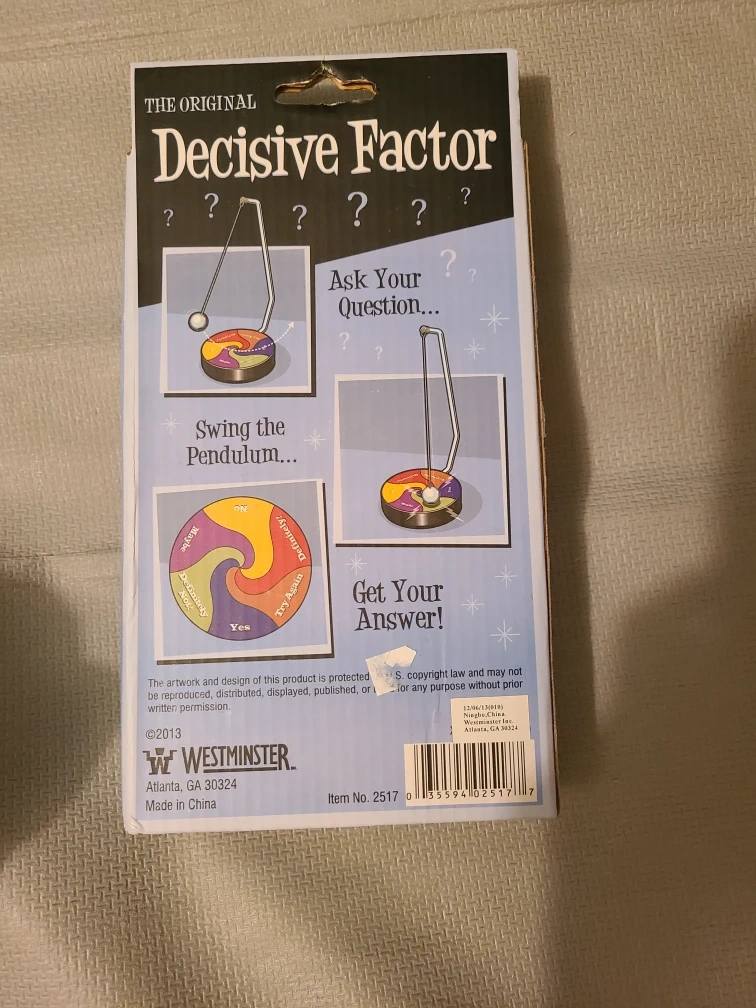 THE ORIGINAL
Decisive Factor
? ? ? ? ? ?
? ?
Ask Your
Question...
? ?
Swing the
Pendulum...
No
Definitely!
Try Again
Yes
Definitely
Not!
Maybe
Get Your
Answer!
The artwork and design of this product is protected S. copyright law and may not
be reproduced, distributed, displayed, published, or for any purpose without prior
written permission.
12/06/13(010)
Ningbo,China
Westminster Inc.
Atlanta, GA 30324
©2013
W WESTMINSTER
Atlanta, GA 30324
Made in China
Item No. 2517
0 35594 02517 7